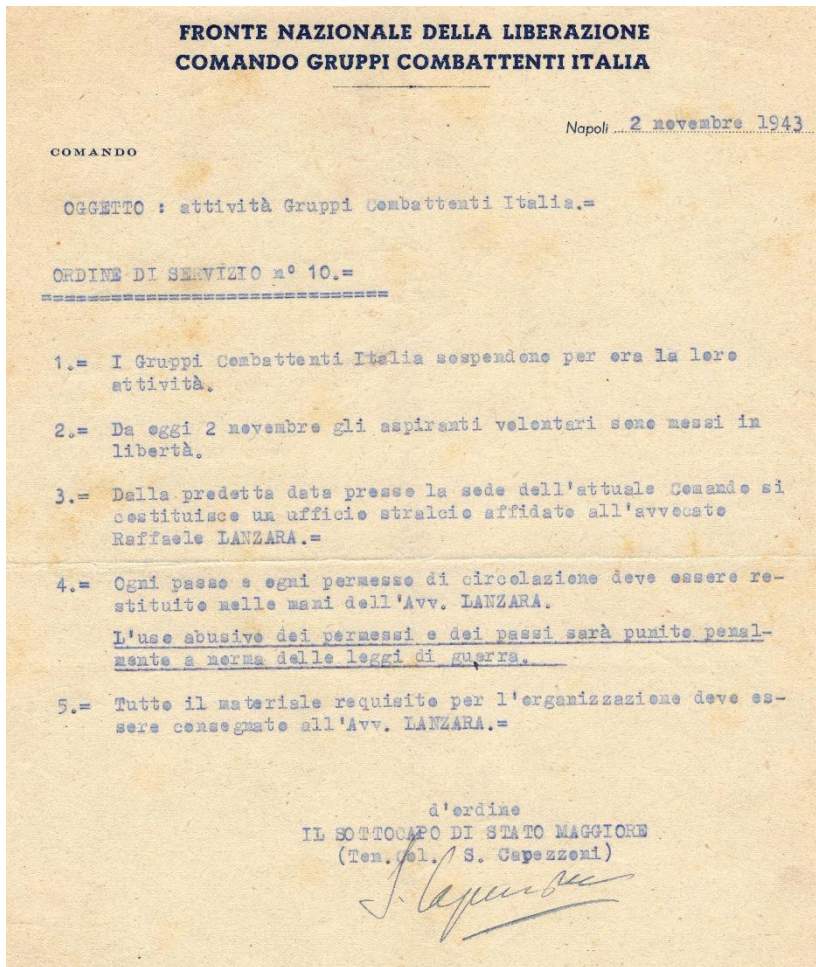 FRONTE NAZIONALE DELLA LIBERAZIONE
COMANDO GRUPPI COMBATTENTI ITALIA
Napoli 2 novembre 1943
COMANDO
OGGETTO : attività Gruppi Combattenti Italia.=
ORDINE DI SERVIZIO nº 10.=
==============================
1.= I Gruppi Combattenti Italia sospendono per ora la loro
attività.
2.= Da oggi 2 novembre gli aspiranti volontari sono messi in
libertà.
3.= Dalla predetta data presso la sede dell'attuale Comando si
costituisce un ufficio stralcio affidato all'avvocato
Raffaele LANZARA.=
4.= Ogni passo e ogni permesso di circolazione deve essere re-
stituito nelle mani dell'Avv. LANZARA.
L'uso abusivo dei permessi e dei passi sarà punito penal-
mente a norma delle leggi di guerra.
5.= Tutto il materiale requisito per l'organizzazione deve es-
sere consegnato all'Avv. LANZARA.=
d'ordine
IL SOTTOCAPO DI STATO MAGGIORE
(Ten.Col. S. Capezzoni)
S. Capezzoni